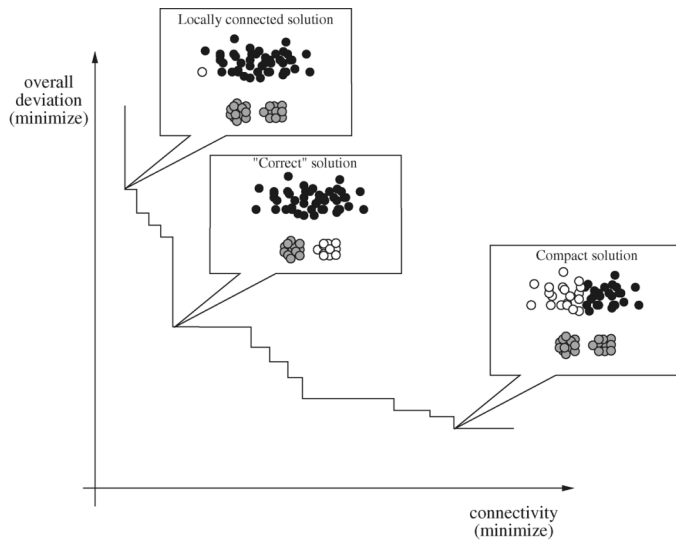 Locally connected solution
overall
deviation
(minimize)
"Correct" solution
Compact solution
connectivity
(minimize)